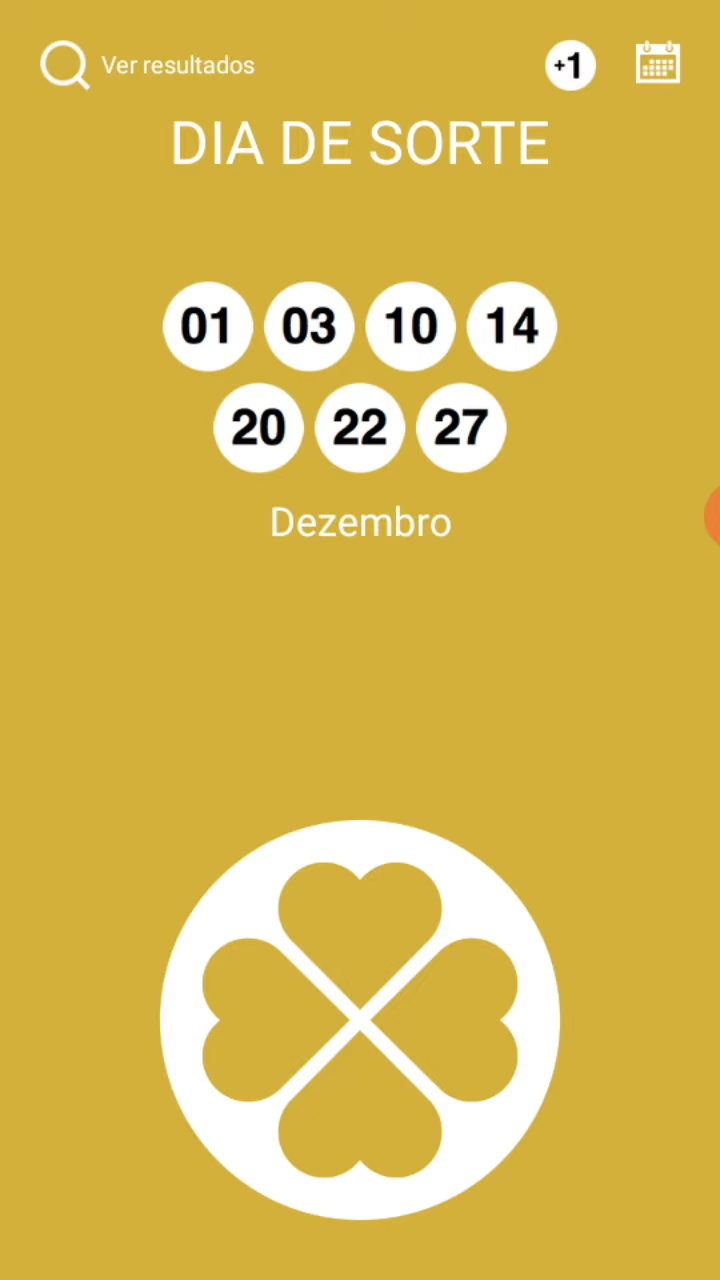 Ver resultados
+1
DIA DE SORTE
01 03 10 14
20 22 27
Dezembro